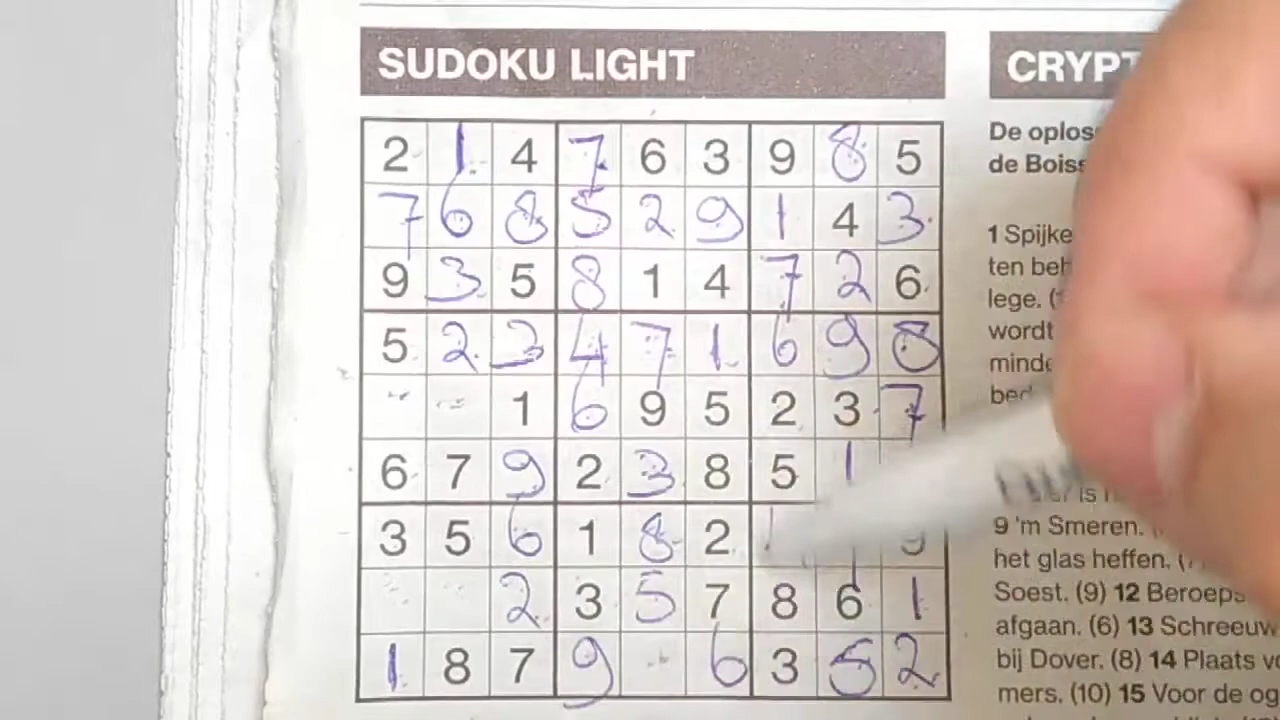 SUDOKU LIGHT
2 1 4 7 6 3 9 8 5
7 6 8 5 2 9 1 4 3
9 3 5 8 1 4 7 2 6
5 2 3 4 7 1 6 9 8
1 6 9 5 2 3 7
6 7 9 2 3 8 5 1
3 5 6 1 8 2 9
2 3 5 7 8 6 1
1 8 7 9 6 3 5 2
CRYPT
De oplos
de Boiss
1 Spijke
ten beh
lege. (
wordt
minde
bed
9 'm Smeren. (
het glas heffen. (
Soest. (9) 12 Beroeps
afgaan. (6) 13 Schreeuw
bij Dover. (8) 14 Plaats vo
mers. (10) 15 Voor de og